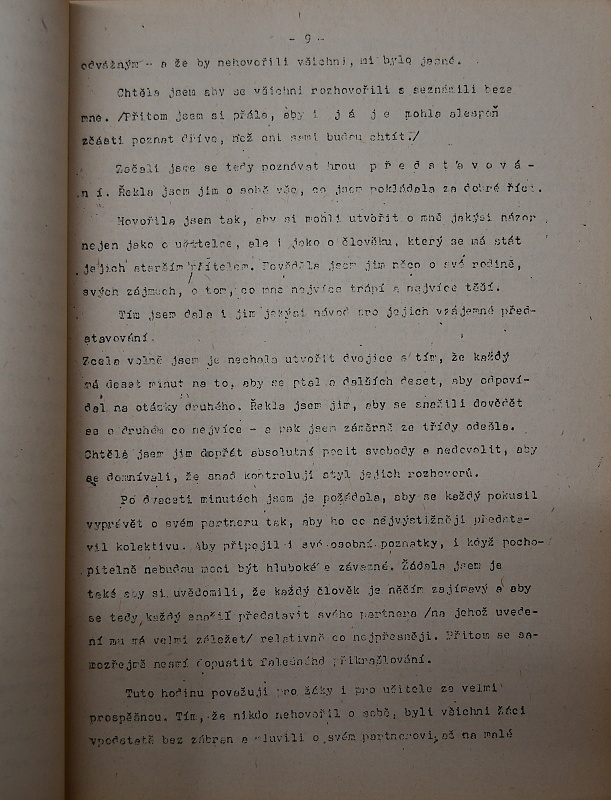 - 9 -
odvážným - a že by nehovořili všichni, mi bylo jasné.
Chtěla jsem aby se všichni rozhovořili a seznámili beze
mne. /Přitom jsem si přála, aby i j á j e mohla alespoň
zčásti poznat dříve, než oni sami budou chtít./
Začali jsme se tedy poznávat hrou p ř e d s t a v o v á -
n í. Řekla jsem jim o sobě vše, co jsem pokládala za dobré říci.
Hovořila jsem tak, aby si mohli utvořit o mně jakýsi názor
nejen jako o učitelce, ale i jako o člověku, který se má stát
jejich starším přítelem. Pověděla jsem jim něco o své rodině,
svých zájmech, o tom, co mne nejvíce trápí a nejvíce těší.
Tím jsem dala i jim jakýsi návod pro jejich vzájemné před-
stavování.
Zcela volně jsem je nechala utvořit dvojice s tím, že každý
má deset minut na to, aby se ptal a dalších deset, aby odpoví-
dal na otázky druhého. Řekla jsem jim, aby se snažili dovědět
se o druhém co nejvíce - a pak jsem záměrně ze třídy odešla.
Chtěla jsem jim dopřát absolutní pocit svobody a nedovolit, aby
se domnívali, že snad kontroluji styl jejich rozhovorů.
Po dvaceti minutách jsem je požádala, aby se každý pokusil
vyprávět o svém partneru tak, aby ho co nejvýstižněji předsta-
vil kolektivu. Aby připojil i své osobní poznatky, i když pocho-
pitelně nebudou moci být hluboké a závazné. Žádala jsem je
také aby si uvědomili, že každý člověk je něčím zajímavý a aby
se tedy každý snažil představit svého partnera /na jehož uvede-
ní mu má velmi záležet/ relativně co nejpřesněji. Přitom se sa-
mozřejmě nesmí dopustit falešného přikrašlování.
Tuto hodinu považuji pro žáky i pro učitele za velmi
prospěšnou. Tím, že nikdo nehovořil o sobě, byli všichni žáci
vpodstatě bez zábran a mluvili o svém partnerovi, až na malé